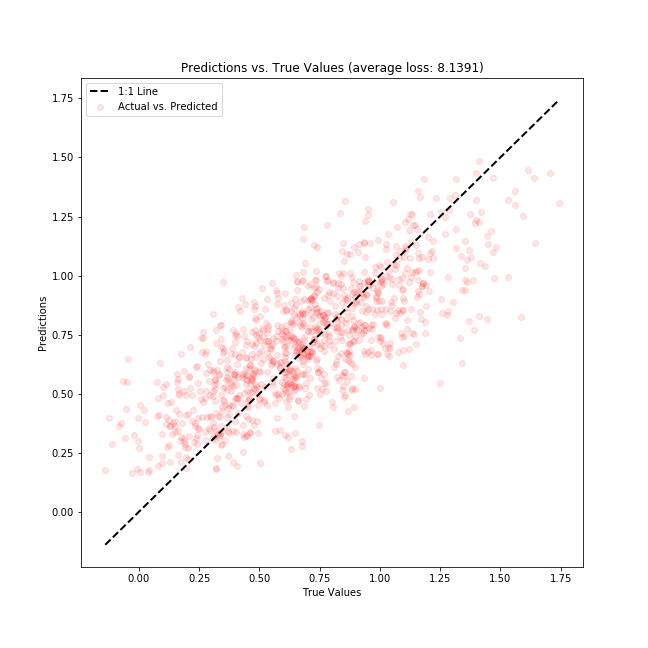 Predictions vs. True Values (average loss: 8.1391)
1:1 Line
Actual vs. Predicted
1.75
1.50
1.25
1.00
0.75
0.50
0.25
0.00
Predictions
0.00 0.25 0.50 0.75 1.00 1.25 1.50 1.75
True Values